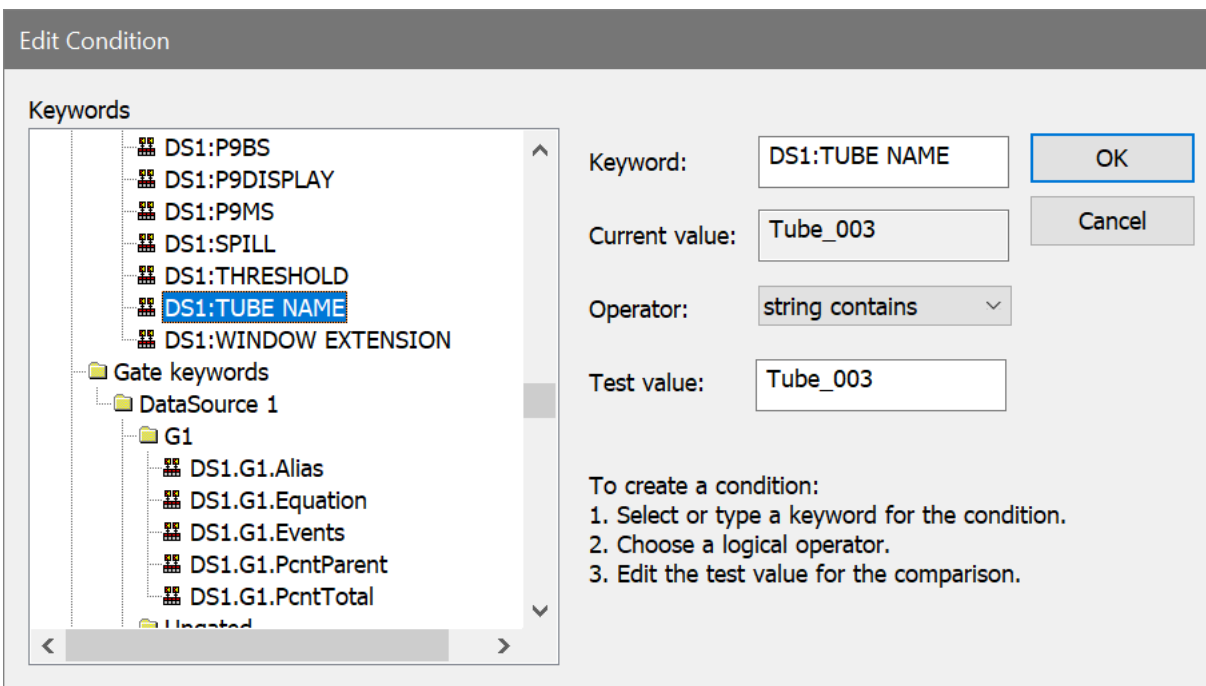 Edit Condition
Keywords
DS1:P9BS
DS1:P9DISPLAY
DS1:P9MS
DS1:SPILL
DS1:THRESHOLD
DS1:TUBE NAME
DS1:WINDOW EXTENSION
Gate keywords
DataSource 1
G1
DS1.G1.Alias
DS1.G1.Equation
DS1.G1.Events
DS1.G1.PcntParent
DS1.G1.PcntTotal
Ungated
Keyword: DS1:TUBE NAME
OK
Current value: Tube_003
Cancel
Operator: string contains
Test value: Tube_003
To create a condition:
1. Select or type a keyword for the condition.
2. Choose a logical operator.
3. Edit the test value for the comparison.